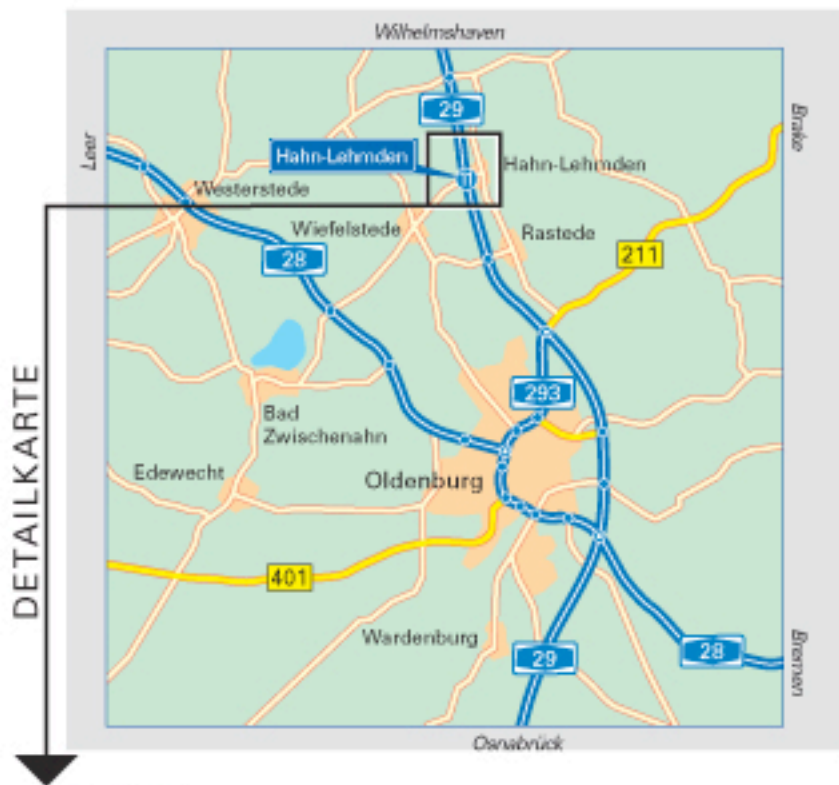 Wilhelmshaven
29
Brake
Leer
Hahn-Lehmden
Hahn-Lehmden
Westerstede
Wiefelstede
Rastede
28
211
DETAILKARTE
293
Bad
Zwischenahn
Edewecht
Oldenburg
401
Wardenburg
29
28
Bremen
Osnabrück